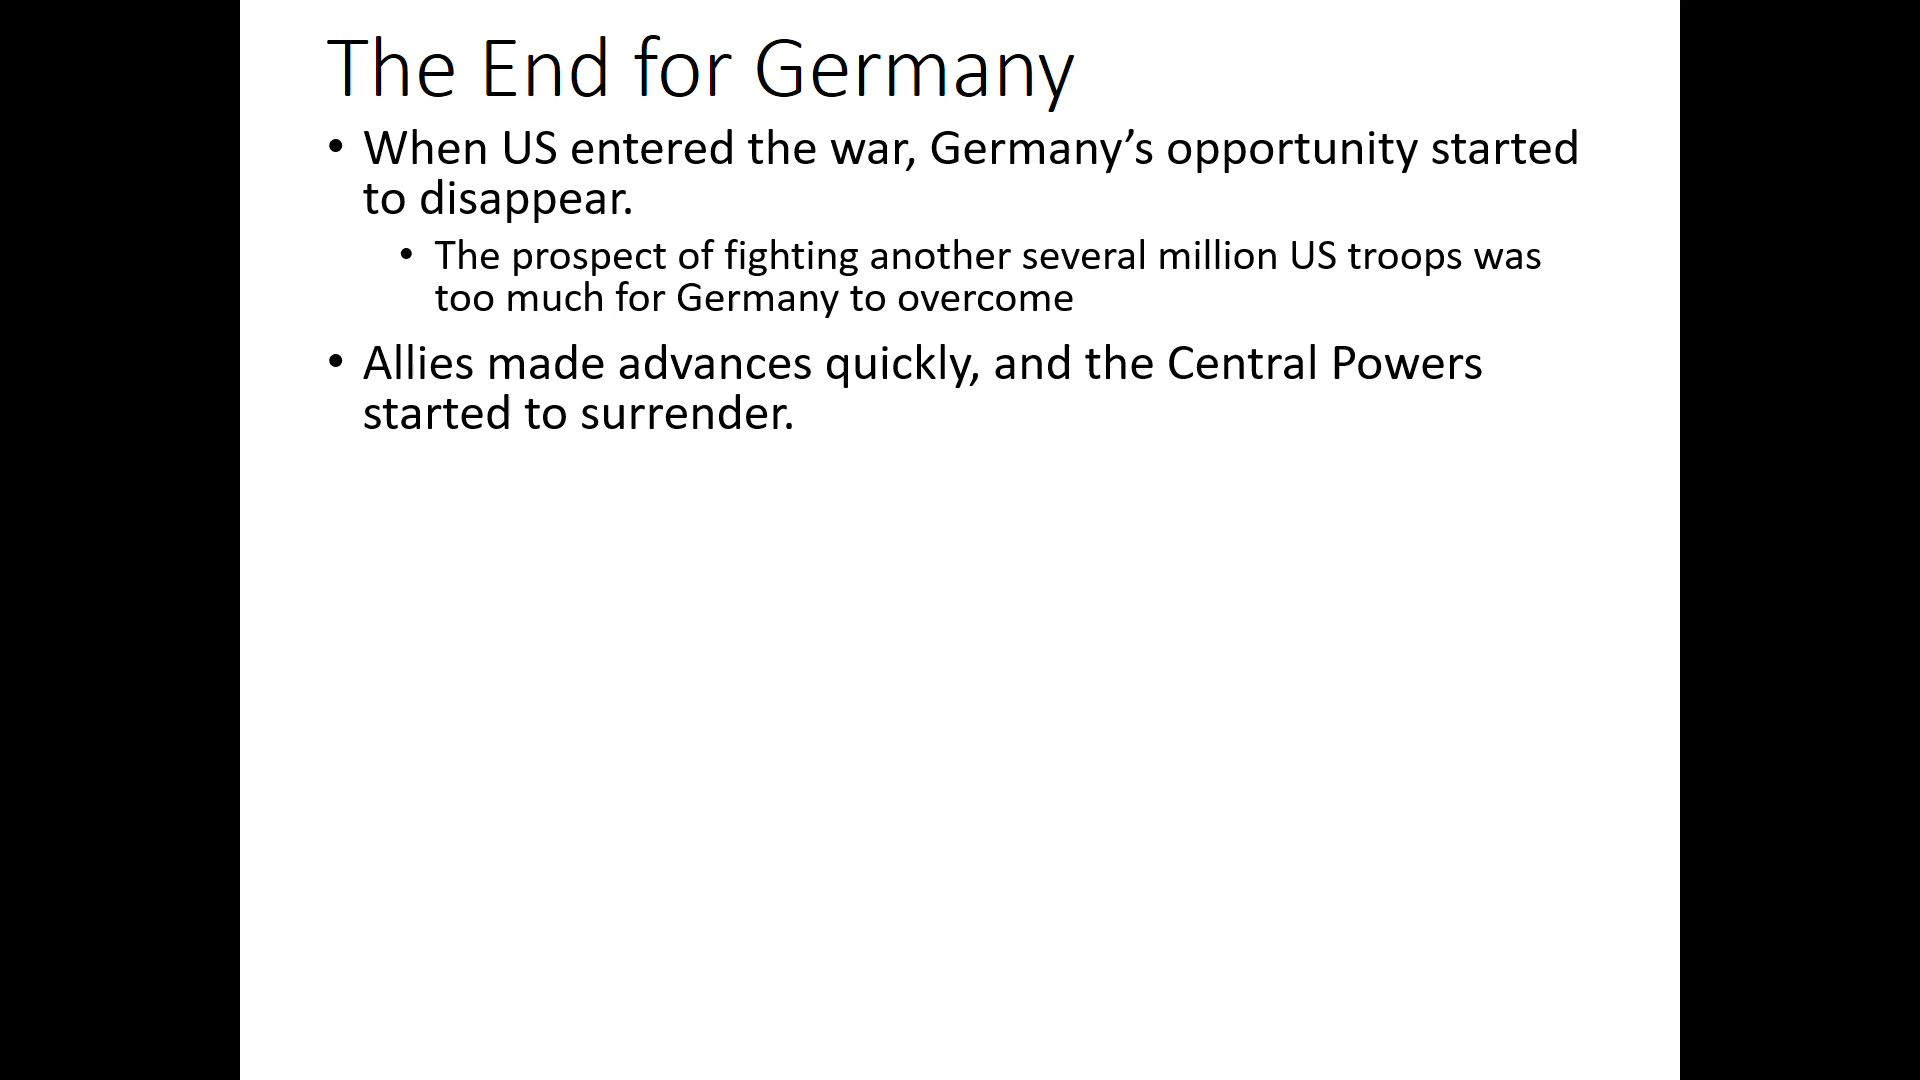 The End for Germany
• When US entered the war, Germany’s opportunity started
to disappear.
• The prospect of fighting another several million US troops was
too much for Germany to overcome
• Allies made advances quickly, and the Central Powers
started to surrender.